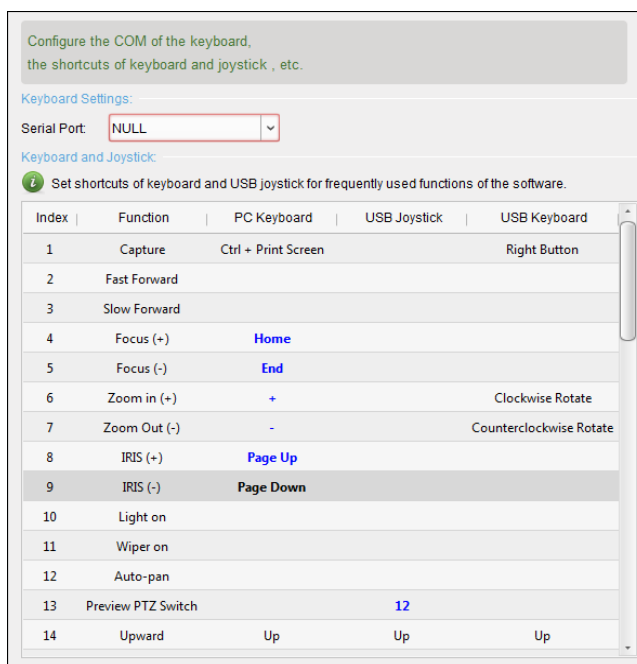 Configure the COM of the keyboard,
the shortcuts of keyboard and joystick , etc.
Keyboard Settings:
Serial Port: NULL
Keyboard and Joystick:
Set shortcuts of keyboard and USB joystick for frequently used functions of the software.
Index Function PC Keyboard USB Joystick USB Keyboard
1 Capture Ctrl + Print Screen Right Button
2 Fast Forward
3 Slow Forward
4 Focus (+) Home
5 Focus (-) End
6 Zoom in (+) + Clockwise Rotate
7 Zoom Out (-) - Counterclockwise Rotate
8 IRIS (+) Page Up
9 IRIS (-) Page Down
10 Light on
11 Wiper on
12 Auto-pan
13 Preview PTZ Switch 12
14 Upward Up Up Up